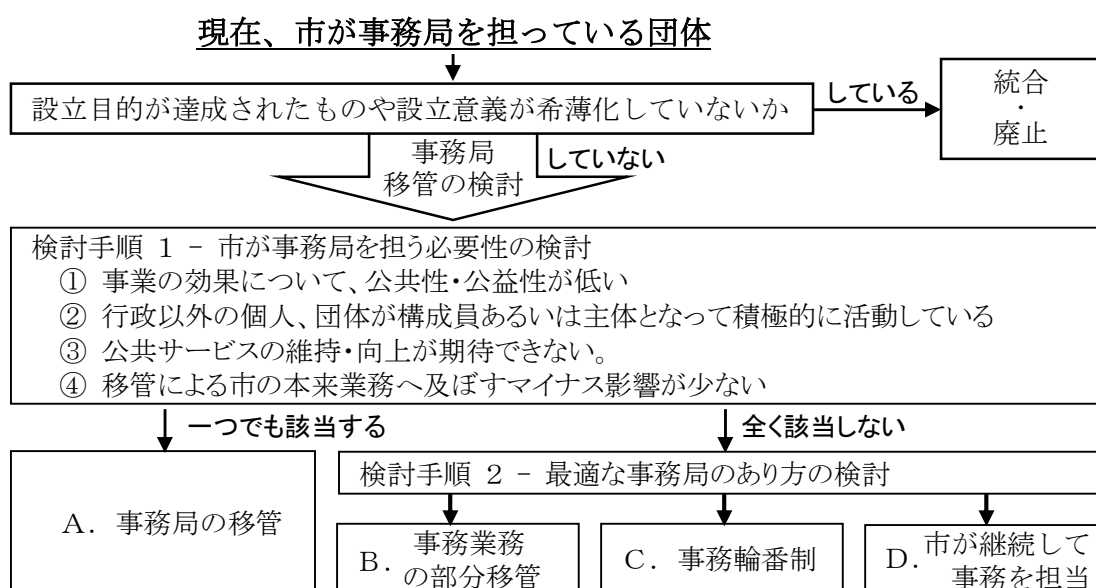 現在、市が事務局を担っている団体
設立目的が達成されたものや設立意義が希薄化していないか
している
統合
・
廃止
事務局
移管の検討
していない
検討手順 1 - 市が事務局を担う必要性の検討
① 事業の効果について、公共性・公益性が低い
② 行政以外の個人、団体が構成員あるいは主体となって積極的に活動している
③ 公共サービスの維持・向上が期待できない。
④ 移管による市の本来業務へ及ぼすマイナス影響が少ない
一つでも該当する
全く該当しない
A. 事務局の移管
検討手順 2 - 最適な事務局のあり方の検討
B. 事務業務
の部分移管
C. 事務輪番制
D. 市が継続して
事務を担当